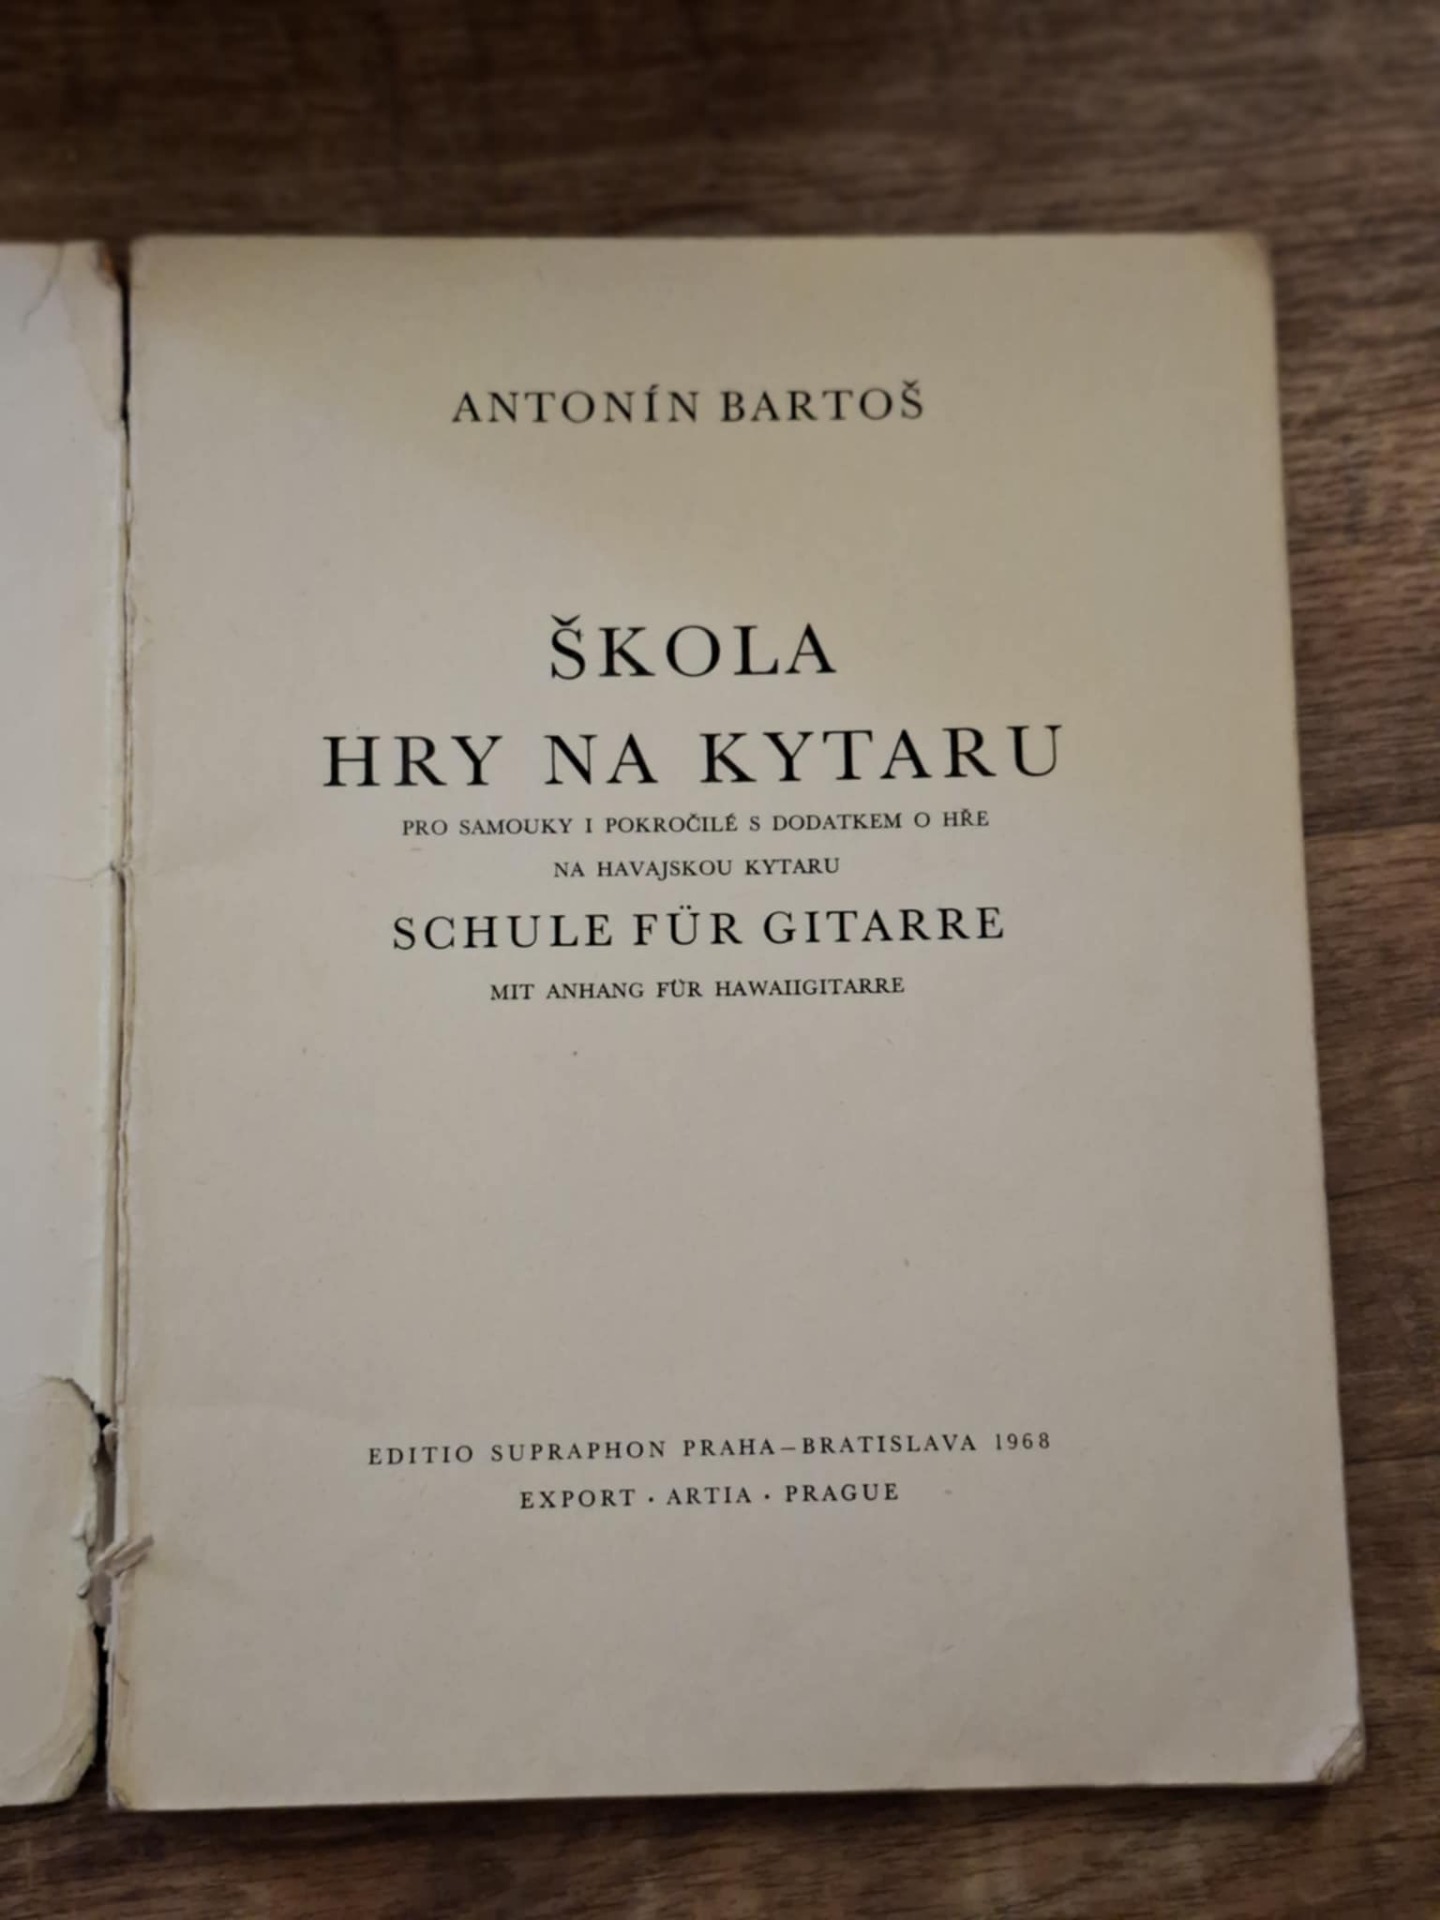 ANTONÍN BARTOŠ
ŠKOLA
HRY NA KYTARU
PRO SAMOUKY I POKROČILÉ S DODATKEM O HŘE
NA HAVAJSKOU KYTARU
SCHULE FÜR GITARRE
MIT ANHANG FÜR HAWAIIGITARRE
EDITIO SUPRAPHON PRAHA–BRATISLAVA 1968
EXPORT · ARTIA · PRAGUE